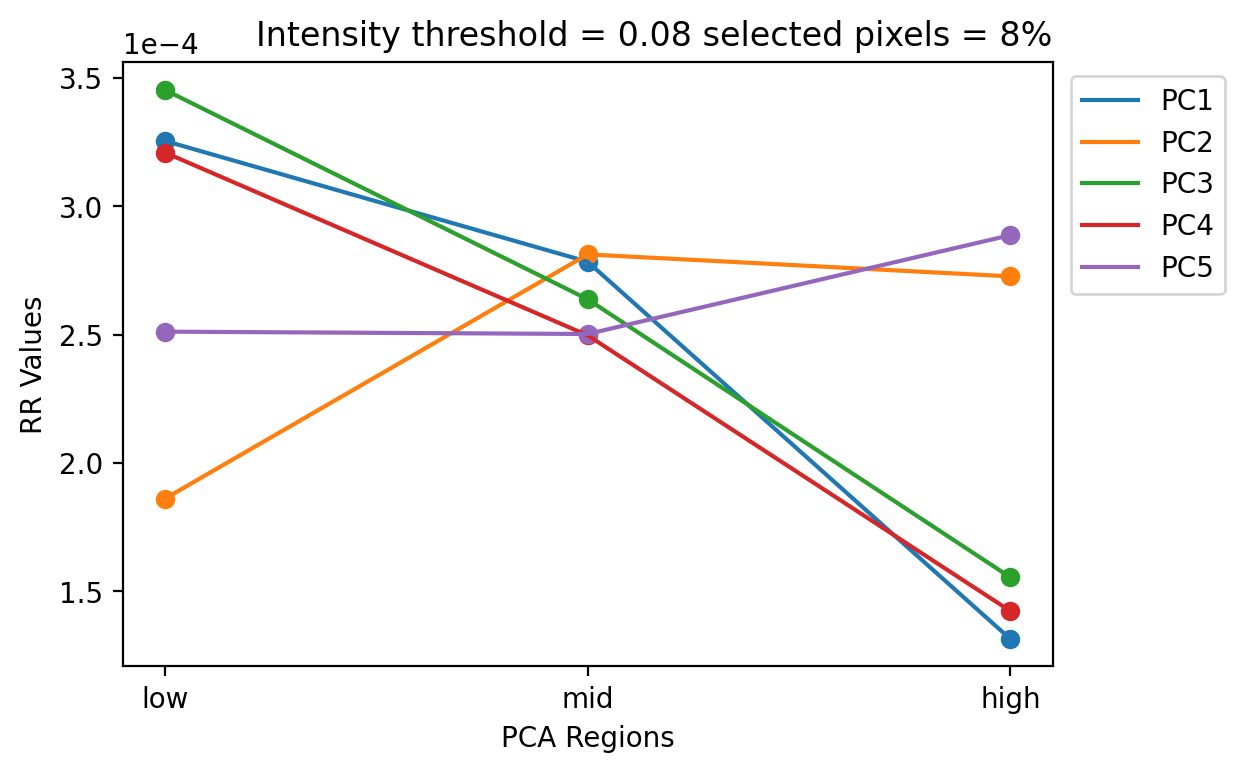 Intensity threshold = 0.08 selected pixels = 8%
1e−4
3.5
3.0
2.5
2.0
1.5
RR Values
low
mid
high
PCA Regions
PC1
PC2
PC3
PC4
PC5